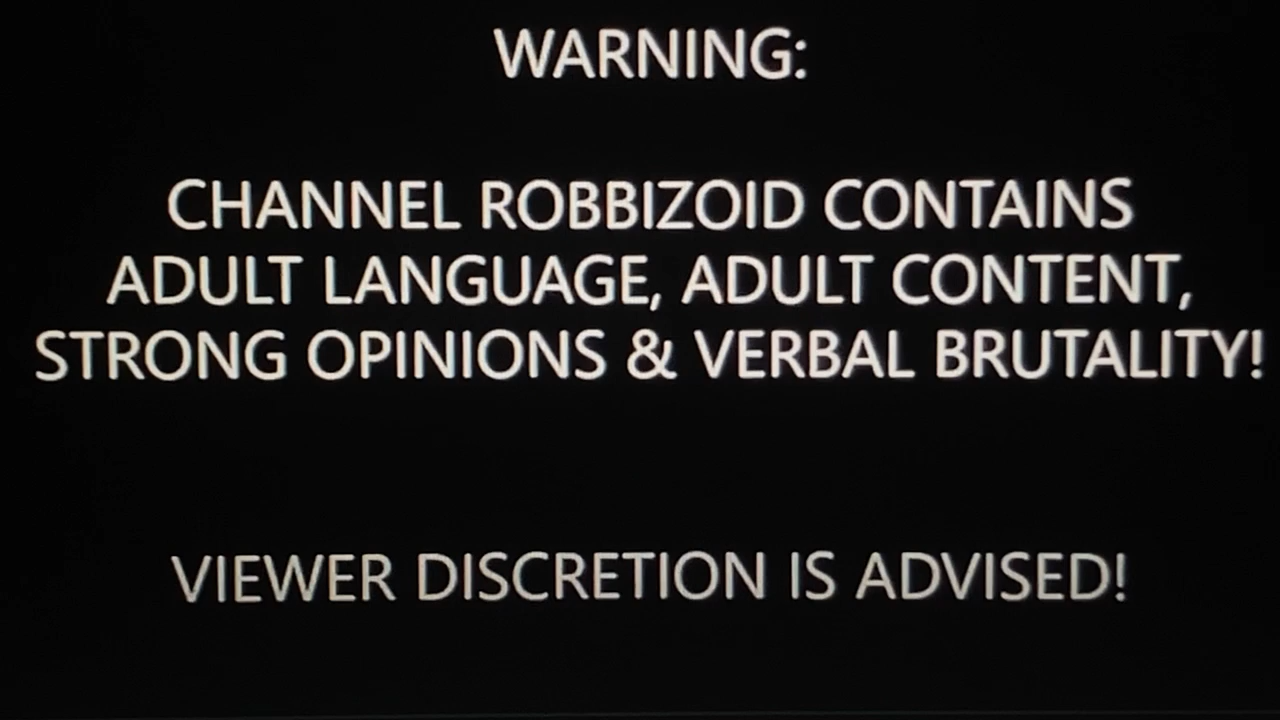 WARNING:
CHANNEL ROBBIZOID CONTAINS
ADULT LANGUAGE, ADULT CONTENT,
STRONG OPINIONS & VERBAL BRUTALITY!
VIEWER DISCRETION IS ADVISED!